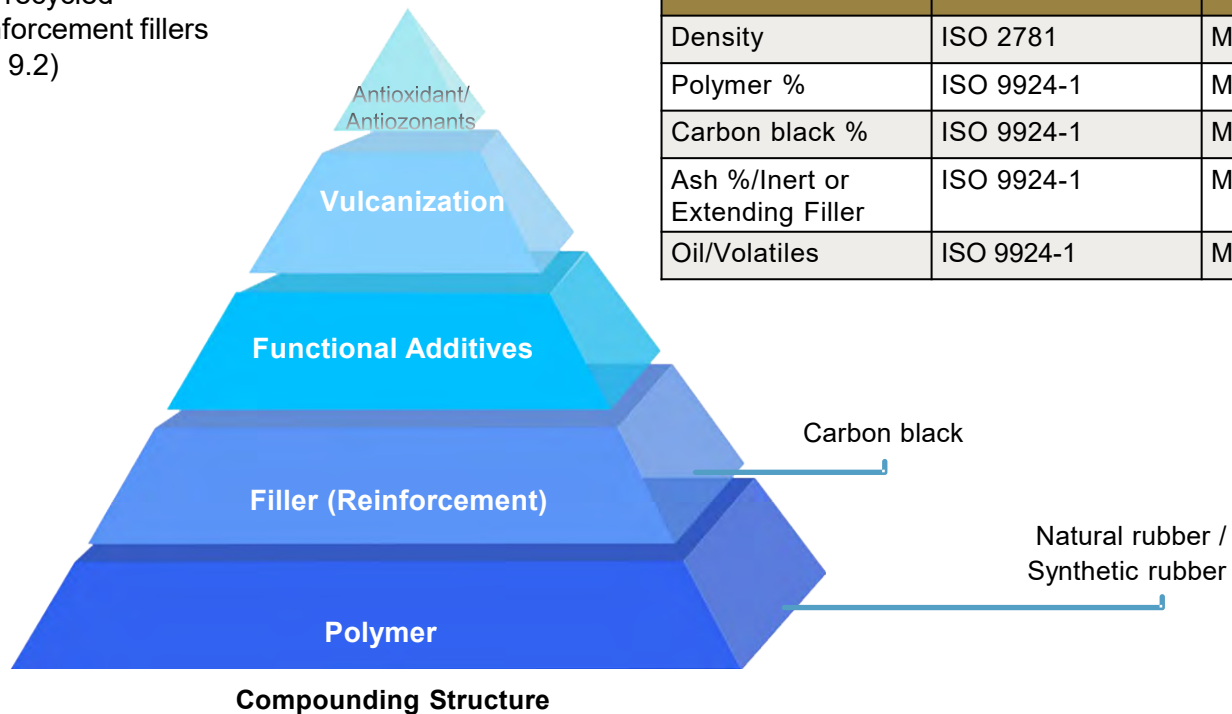 recycled
nforcement fillers
9.2)
Density ISO 2781 M
Polymer % ISO 9924-1 M
Carbon black % ISO 9924-1 M
Ash %/Inert or
Extending Filler ISO 9924-1 M
Oil/Volatiles ISO 9924-1 M
Antioxidant/
Antiozonants
Vulcanization
Functional Additives
Carbon black
Filler (Reinforcement)
Natural rubber /
Synthetic rubber
Polymer
Compounding Structure